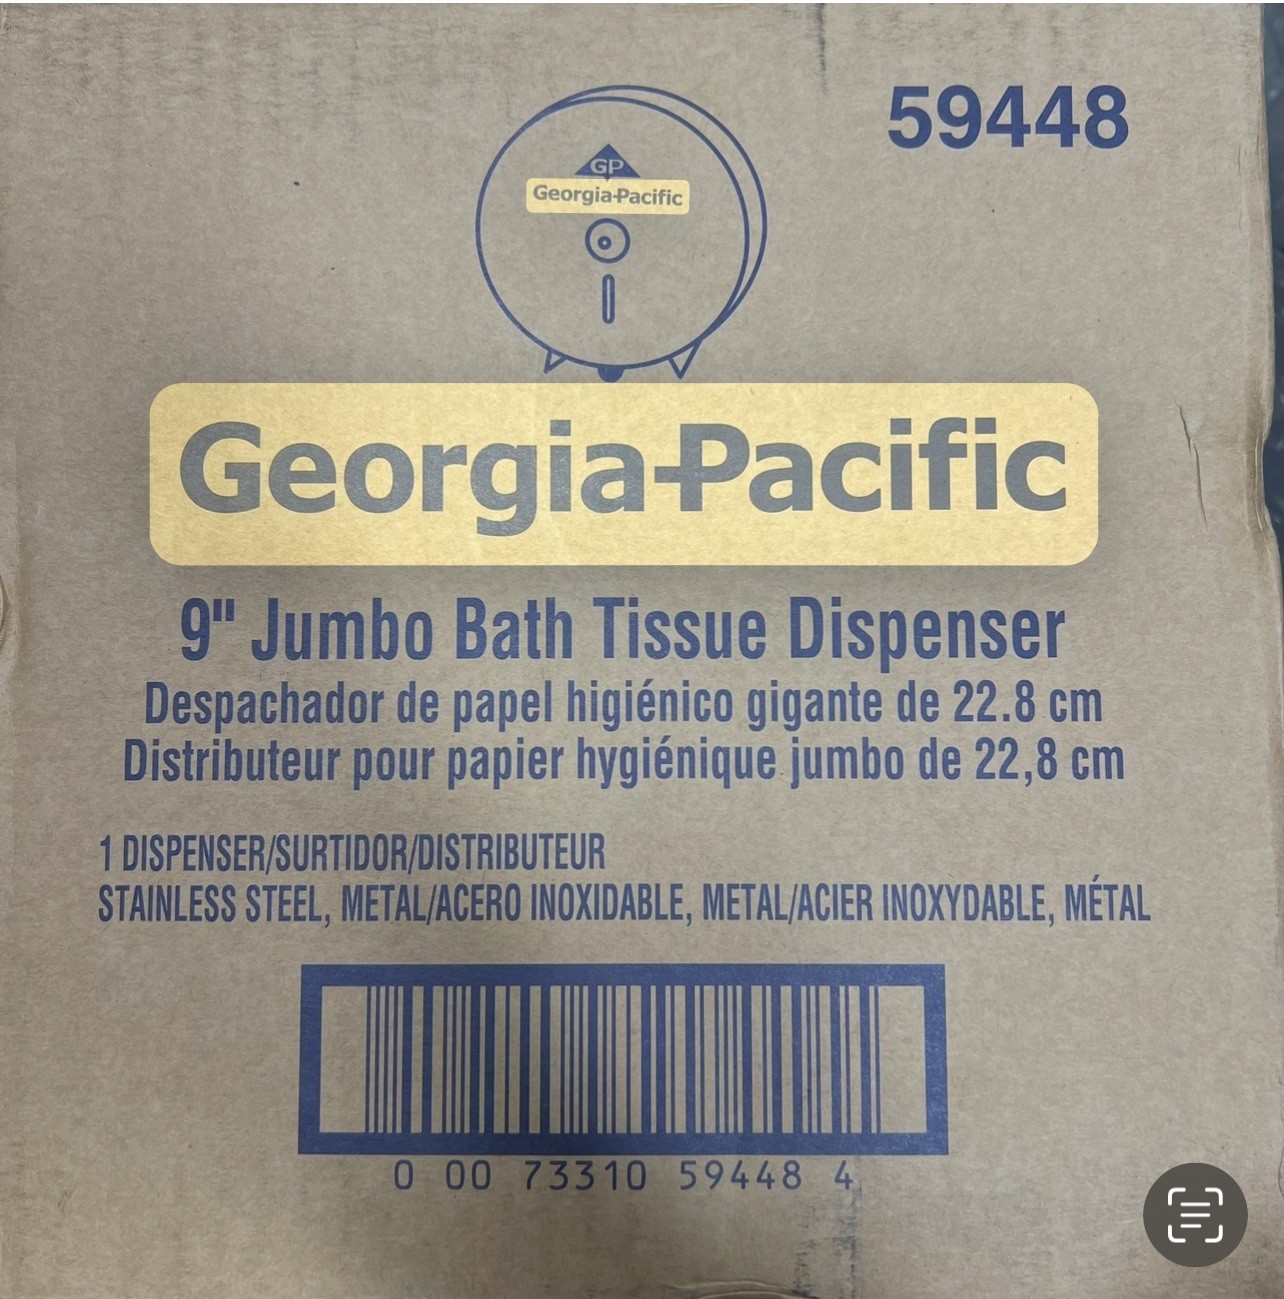 59448
GP
Georgia-Pacific
Georgia-Pacific
9" Jumbo Bath Tissue Dispenser
Despachador de papel higiénico gigante de 22.8 cm
Distributeur pour papier hygiénique jumbo de 22,8 cm
1 DISPENSER/SURTIDOR/DISTRIBUTEUR
STAINLESS STEEL, METAL/ACERO INOXIDABLE, METAL/ACIER INOXYDABLE, MÉTAL
0 00 73310 59448 4